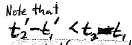 Note that
t₂′ - t₁′ < t₂ - t₁.